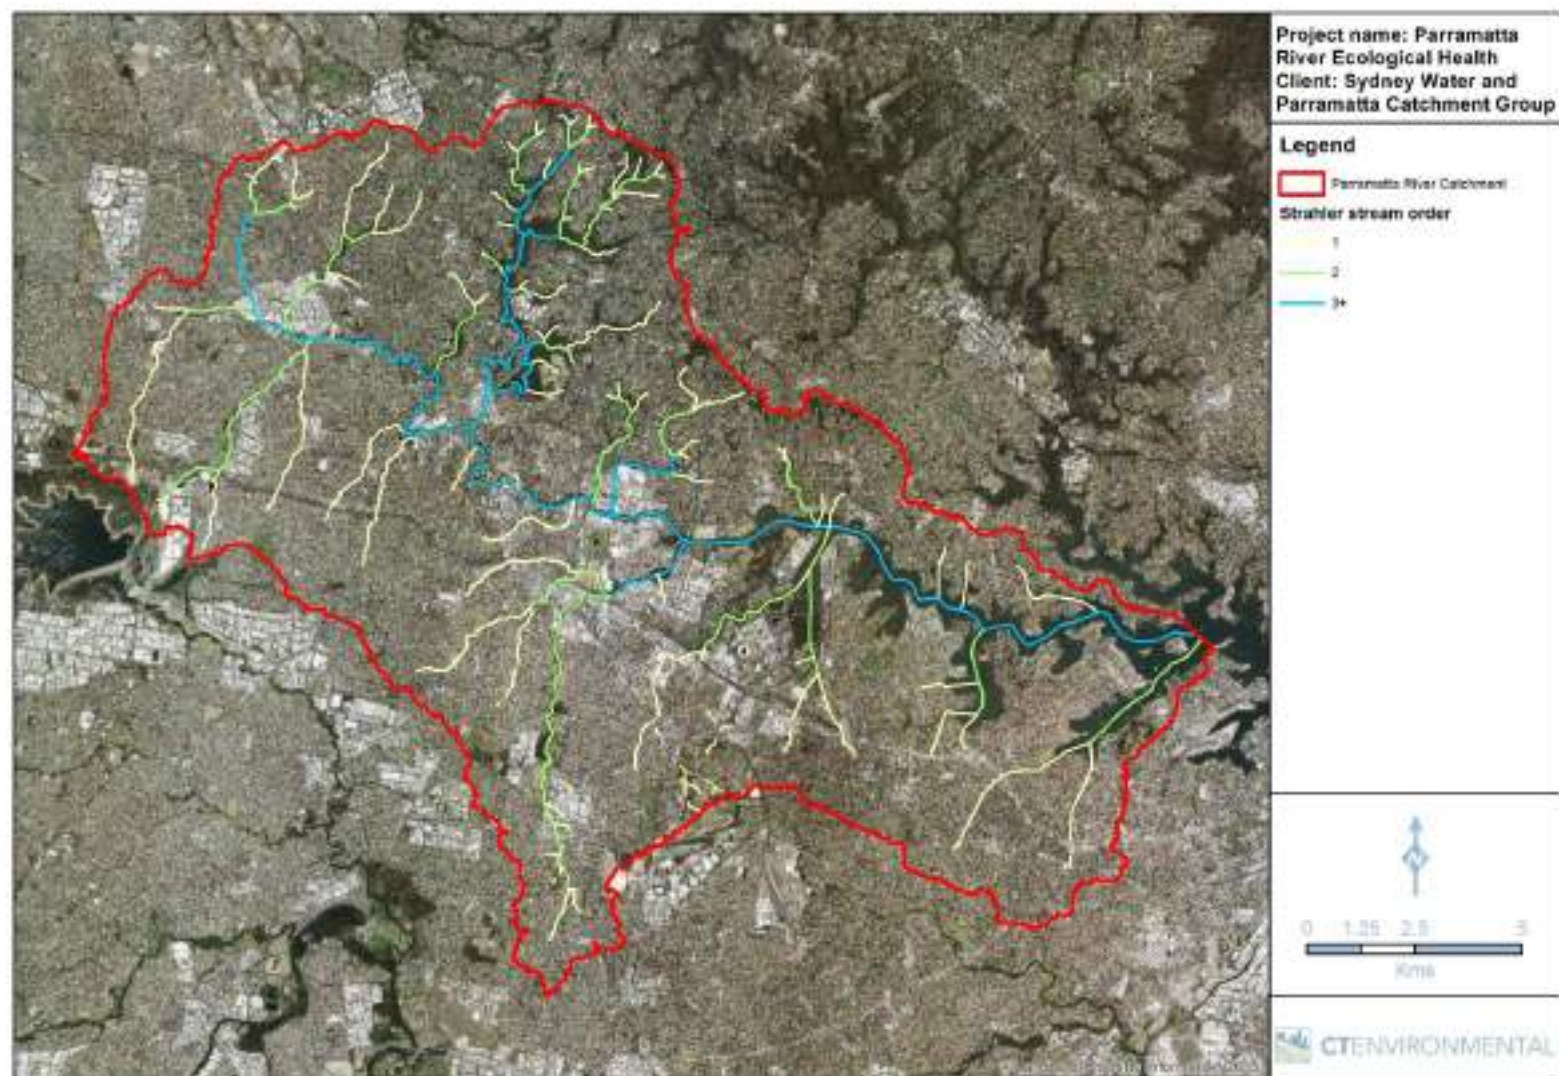 Project name: Parramatta
River Ecological Health
Client: Sydney Water and
Parramatta Catchment Group
Legend
Parramatta River Catchment
Strahler stream order
1
2
3+
0 1.25 2.5 5
Kms
CTENVIRONMENTAL